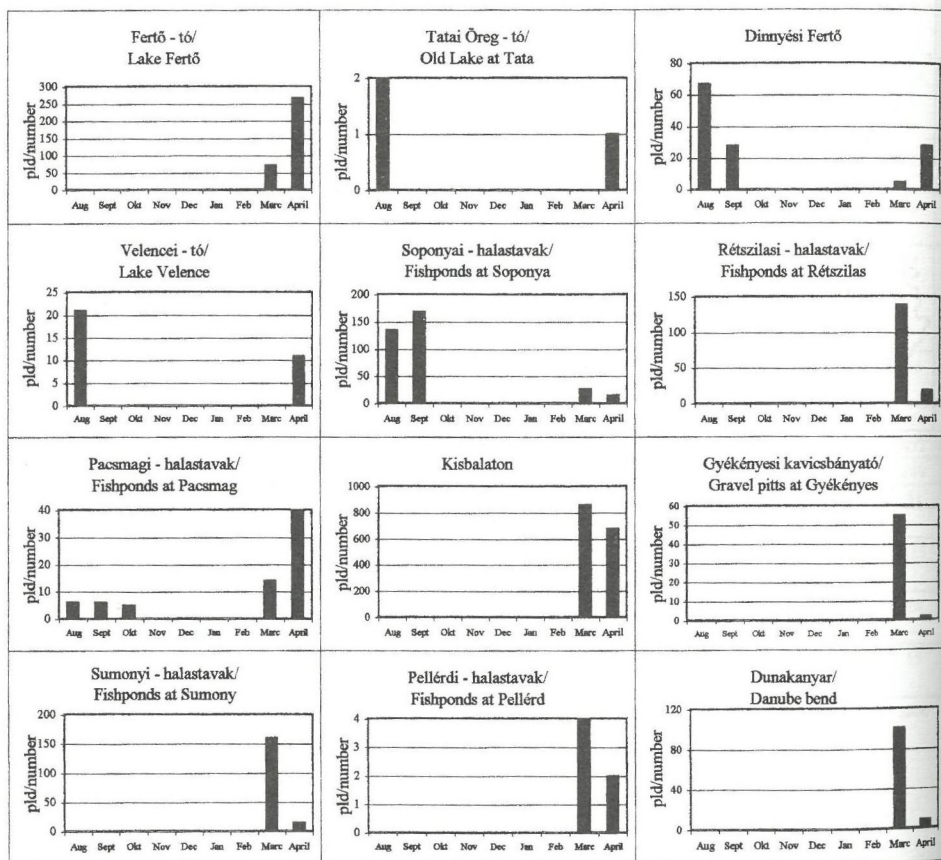 Fertő - tó/
Lake Fertő
pld/number
300
250
200
150
100
50
0
Aug Sept Okt Nov Dec Jan Feb Marc April
Tatai Öreg - tó/
Old Lake at Tata
pld/number
2
1
0
Aug Sept Okt Nov Dec Jan Feb Marc April
Dinnyési Fertő
pld/number
80
60
40
20
0
Aug Sept Okt Nov Dec Jan Feb Marc April
Velencei - tó/
Lake Velence
pld/number
25
20
15
10
5
0
Aug Sept Okt Nov Dec Jan Feb Marc April
Soponyai - halastavak/
Fishponds at Soponya
pld/number
200
150
100
50
0
Aug Sept Okt Nov Dec Jan Feb Marc April
Rétszilasi - halastavak/
Fishponds at Rétszilas
pld/number
150
100
50
0
Aug Sept Okt Nov Dec Jan Feb Marc April
Pacsmagi - halastavak/
Fishponds at Pacsmag
pld/number
40
30
20
10
0
Aug Sept Okt Nov Dec Jan Feb Marc April
Kisbalaton
pld/number
1000
800
600
400
200
0
Aug Sept Okt Nov Dec Jan Feb Marc April
Gyékényesi kavicsbányató/
Gravel pitts at Gyékényes
pld/number
60
50
40
30
20
10
0
Aug Sept Okt Nov Dec Jan Feb Marc April
Sumonyi - halastavak/
Fishponds at Sumony
pld/number
200
150
100
50
0
Aug Sept Okt Nov Dec Jan Feb Marc April
Pellérdi - halastavak/
Fishponds at Pellérd
pld/number
4
3
2
1
0
Aug Sept Okt Nov Dec Jan Feb Marc April
Dunakanyar/
Danube bend
pld/number
120
80
40
0
Aug Sept Okt Nov Dec Jan Feb Marc April